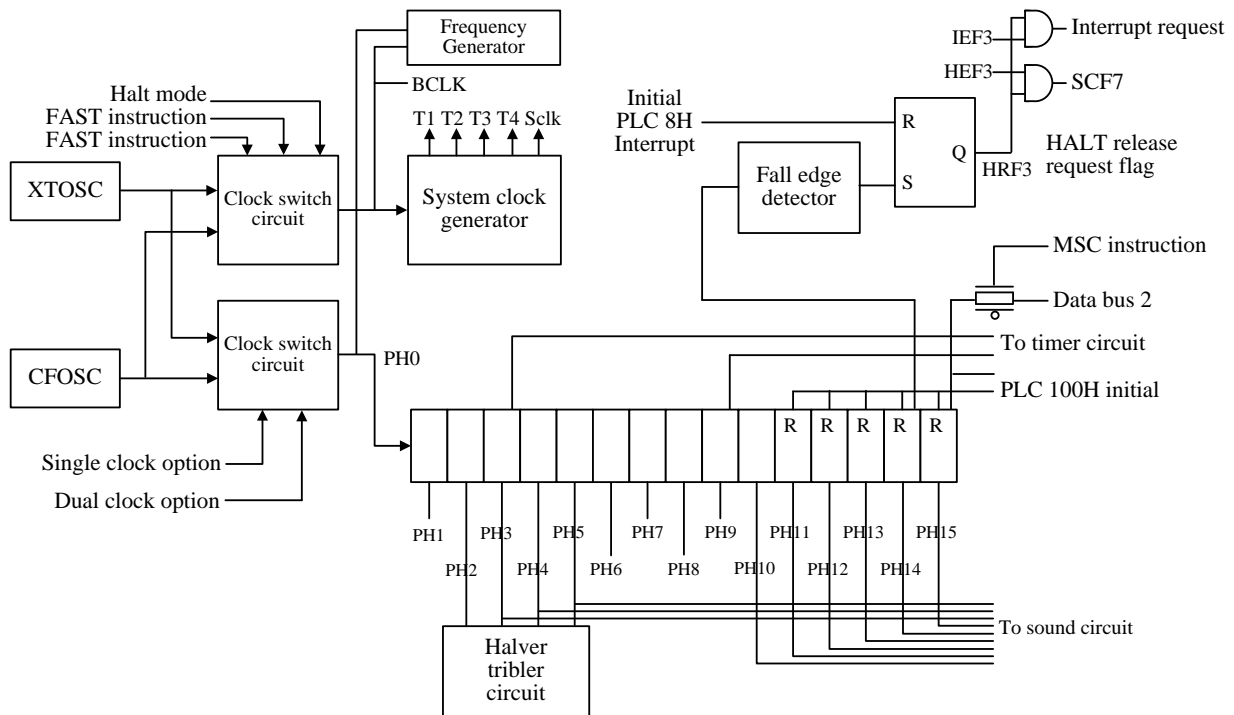 Frequency
Generator
BCLK
Halt mode
FAST instruction
FAST instruction
T1 T2 T3 T4 Sclk
XTOSC
Clock switch
circuit
System clock
generator
Clock switch
circuit
CFOSC
PH0
Single clock option
Dual clock option
IEF3
Interrupt request
HEF3
SCF7
Initial
PLC 8H
Interrupt
R
Q
S
HRF3
HALT release
request flag
Fall edge
detector
MSC instruction
Data bus 2
To timer circuit
PLC 100H initial
R R R R R
PH1 PH3 PH5 PH7 PH9 PH11 PH13 PH15
PH2 PH4 PH6 PH8 PH10 PH12 PH14
To sound circuit
Halver
tribler
circuit